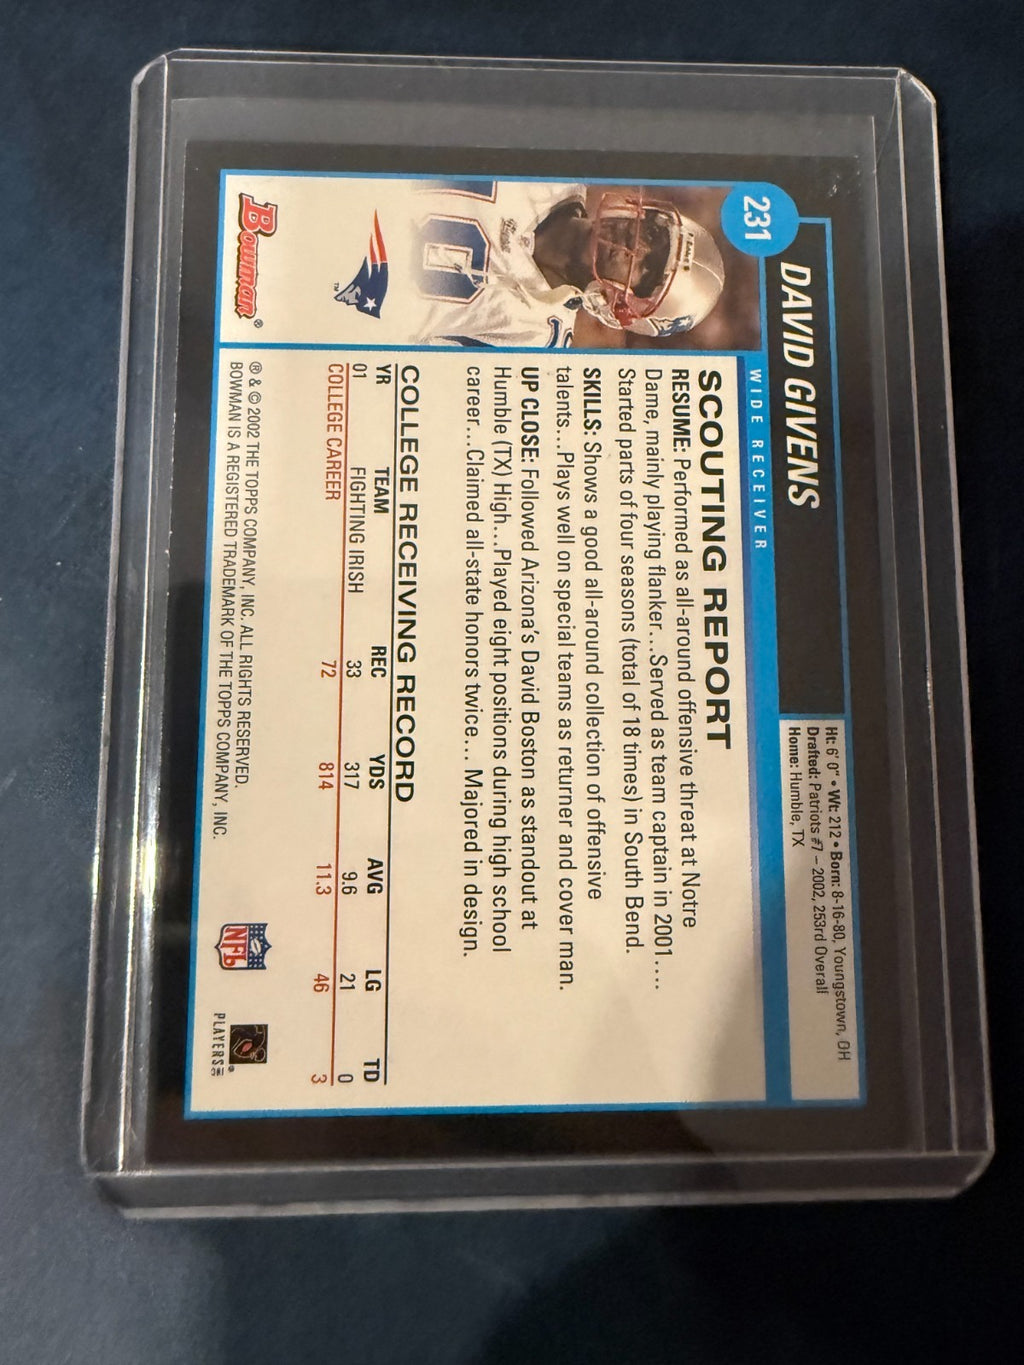 231
DAVID GIVENS
WIDE RECEIVER
Ht: 6' 0" • Wt: 212 • Born: 8-16-80, Youngstown, OH
Drafted: Patriots #7 – 2002, 253rd Overall
Home: Humble, TX
SCOUTING REPORT
RESUME: Performed as all-around offensive threat at Notre
Dame, mainly playing flanker...Served as team captain in 2001....
Started parts of four seasons (total of 18 times) in South Bend.
SKILLS: Shows a good all-around collection of offensive
talents....Plays well on special teams as returner and cover man.
UP CLOSE: Followed Arizona's David Boston as standout at
Humble (TX) High....Played eight positions during high school
career...Claimed all-state honors twice.... Majored in design.
COLLEGE RECEIVING RECORD
YR TEAM REC YDS AVG LG TD
01 FIGHTING IRISH 33 317 9.6 21 0
COLLEGE CAREER 72 814 11.3 46 3
Bowman®
® & © 2002 THE TOPPS COMPANY, INC. ALL RIGHTS RESERVED.
BOWMAN IS A REGISTERED TRADEMARK OF THE TOPPS COMPANY, INC.
NFL
PLAYERS INC